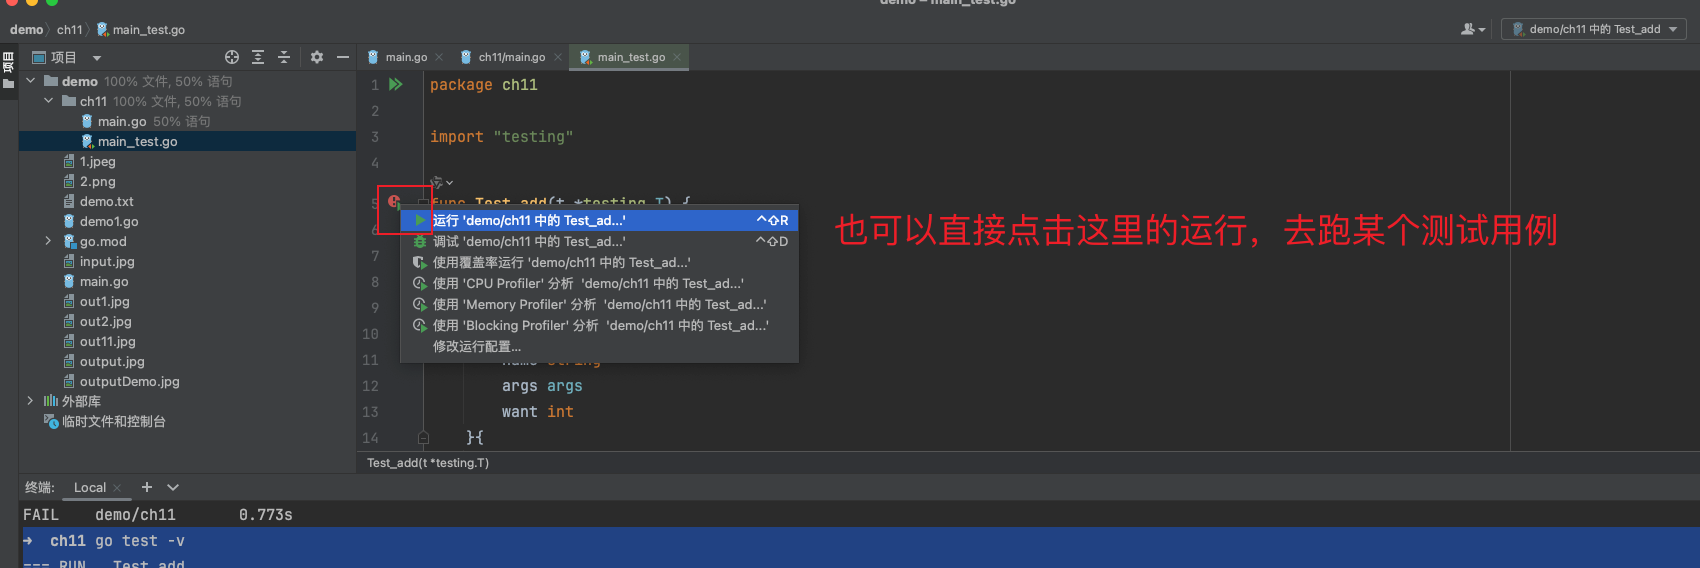 demo – main_test.go
demo 〉 ch11 〉 main_test.go
demo/ch11 中的 Test_add
项目
项目
main.go
ch11/main.go
main_test.go
demo 100% 文件, 50% 语句
ch11 100% 文件, 50% 语句
main.go 50% 语句
main_test.go
1.jpeg
2.png
demo.txt
demo1.go
go.mod
input.jpg
main.go
out1.jpg
out2.jpg
out11.jpg
output.jpg
outputDemo.jpg
外部库
临时文件和控制台
1 package ch11
2
3 import "testing"
4
5 func Test_add(t *testing.T) {
6
运行 'demo/ch11 中的 Test_ad...' ^⇧R
调试 'demo/ch11 中的 Test_ad...' ^⇧D
7
使用覆盖率运行 'demo/ch11 中的 Test_ad...'
8
使用 'CPU Profiler' 分析 'demo/ch11 中的 Test_ad...'
9
使用 'Memory Profiler' 分析 'demo/ch11 中的 Test_ad...'
10
使用 'Blocking Profiler' 分析 'demo/ch11 中的 Test_ad...'
修改运行配置...
也可以直接点击这里的运行，去跑某个测试用例
11 name string
12 args args
13 want int
14 }{
Test_add(t *testing.T)
终端: Local
FAIL demo/ch11 0.773s
→ ch11 go test -v
=== RUN Test_add